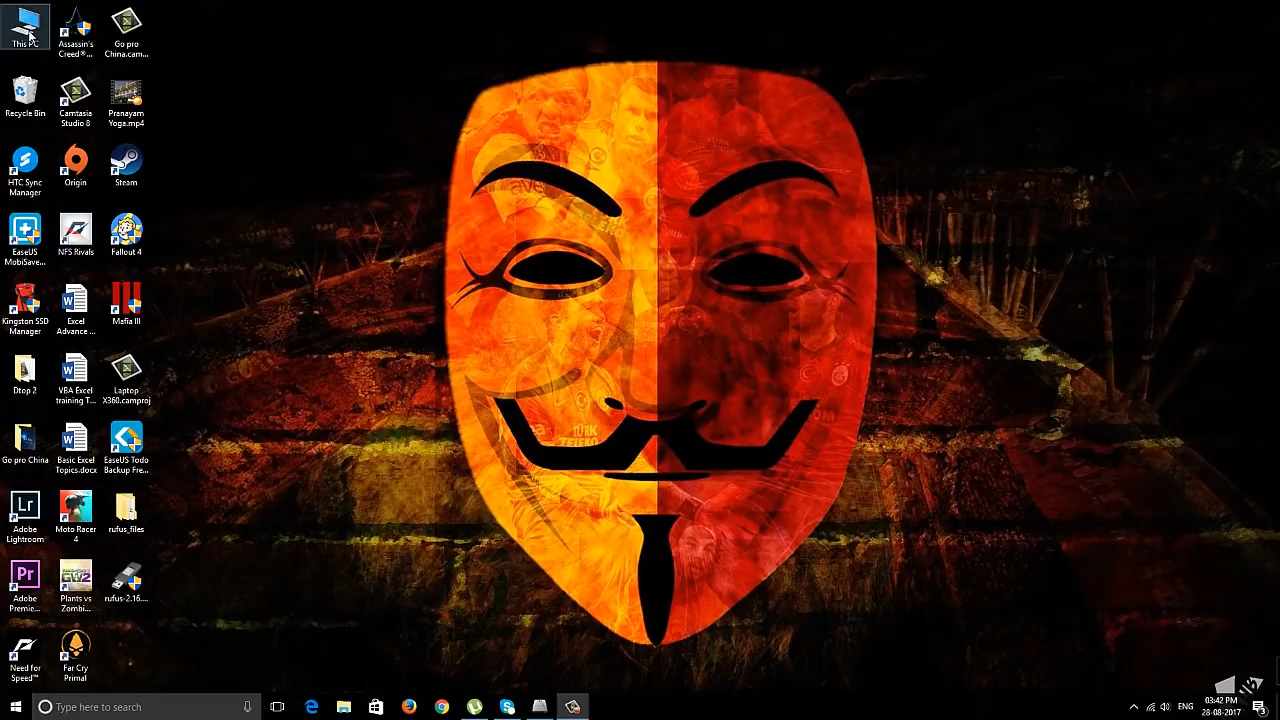 This PC
Assassin's
Creed®...
Go pro
China.cam...
Recycle Bin
Camtasia
Studio 8
Pranayam
Yoga.mp4
HTC Sync
Manager
Origin
Steam
EaseUS
MobiSave...
NFS Rivals
Fallout 4
Kingston SSD
Manager
Excel
Advance ...
Mafia III
Dtop 2
VBA Excel
training T...
Laptop
X360.camproj
Go pro China
Basic Excel
Topics.docx
EaseUS Todo
Backup Fre...
Lr
Adobe
Lightroom
Moto Racer
4
rufus_files
Pr
Adobe
Premie...
GW2
Plants vs
Zombi...
rufus-2.16....
Need for
Speed™
Far Cry
Primal
Type here to search
ENG
03:42 PM
28-08-2017